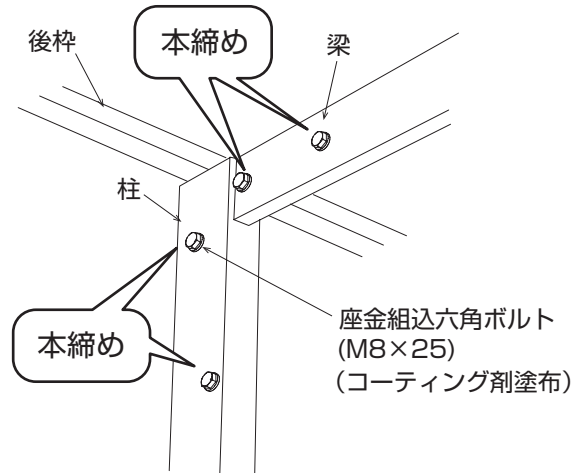 後枠
本締め
梁
柱
本締め
座金組込六角ボルト
(M8×25)
(コーティング剤塗布)